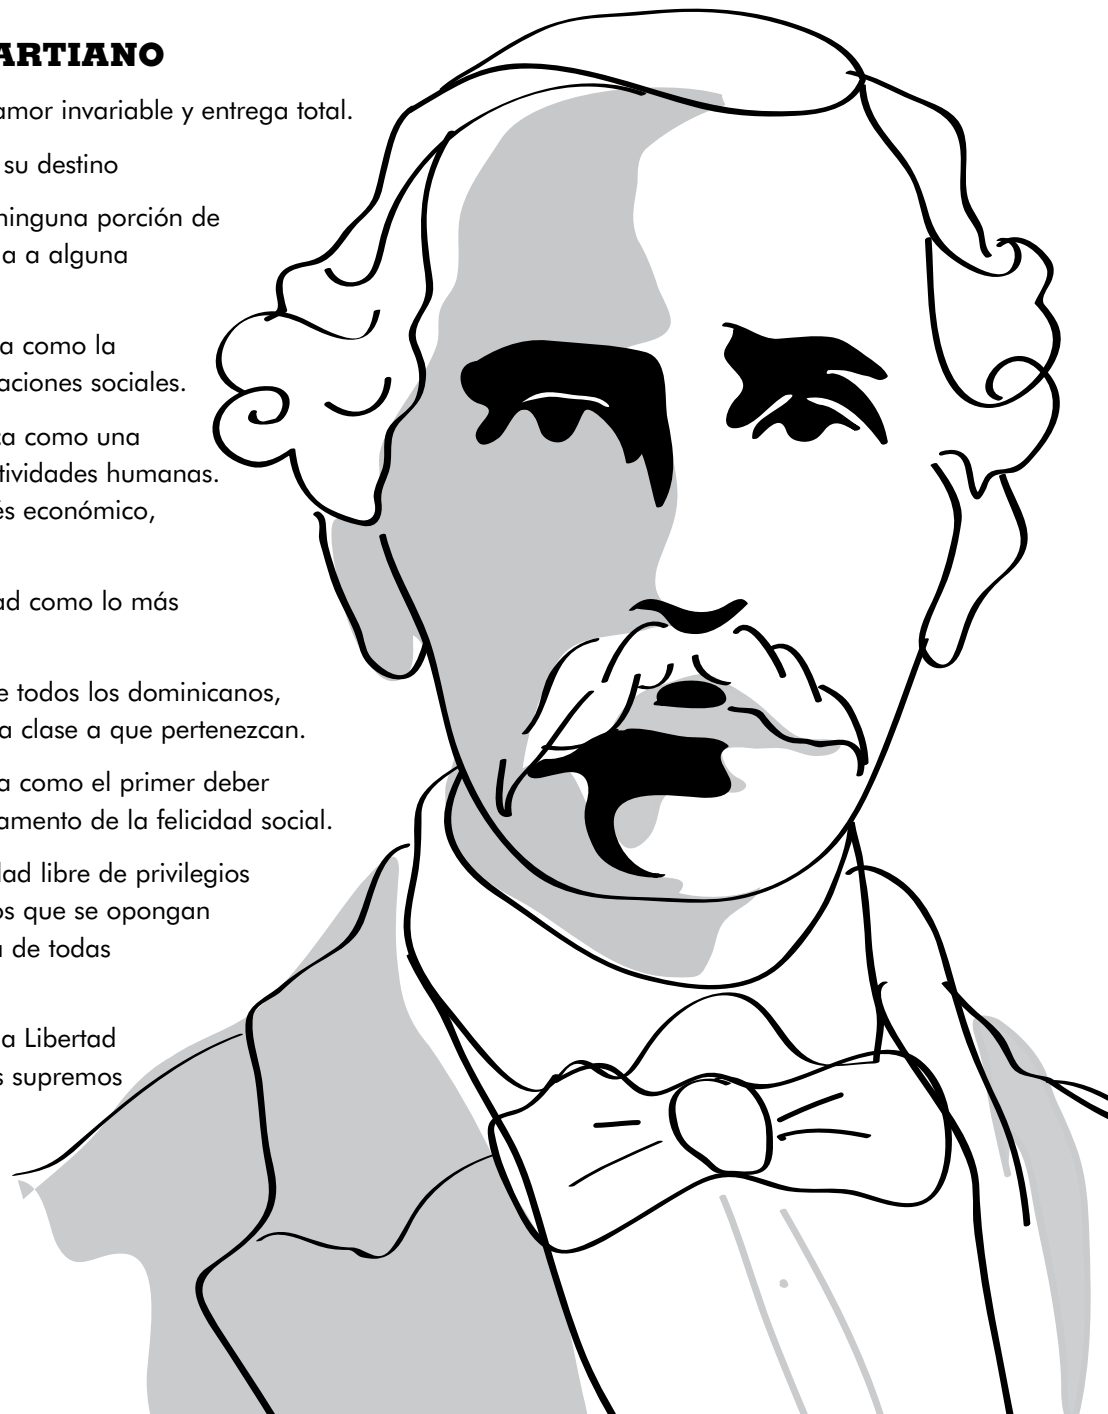 ARTIANO
amor invariable y entrega total.
su destino
ninguna porción de
a a alguna
a como la
aciones sociales.
ca como una
tividades humanas.
és económico,
ad como lo más
e todos los dominicanos,
a clase a que pertenezcan.
a como el primer deber
amento de la felicidad social.
dad libre de privilegios
os que se opongan
a de todas
a Libertad
s supremos